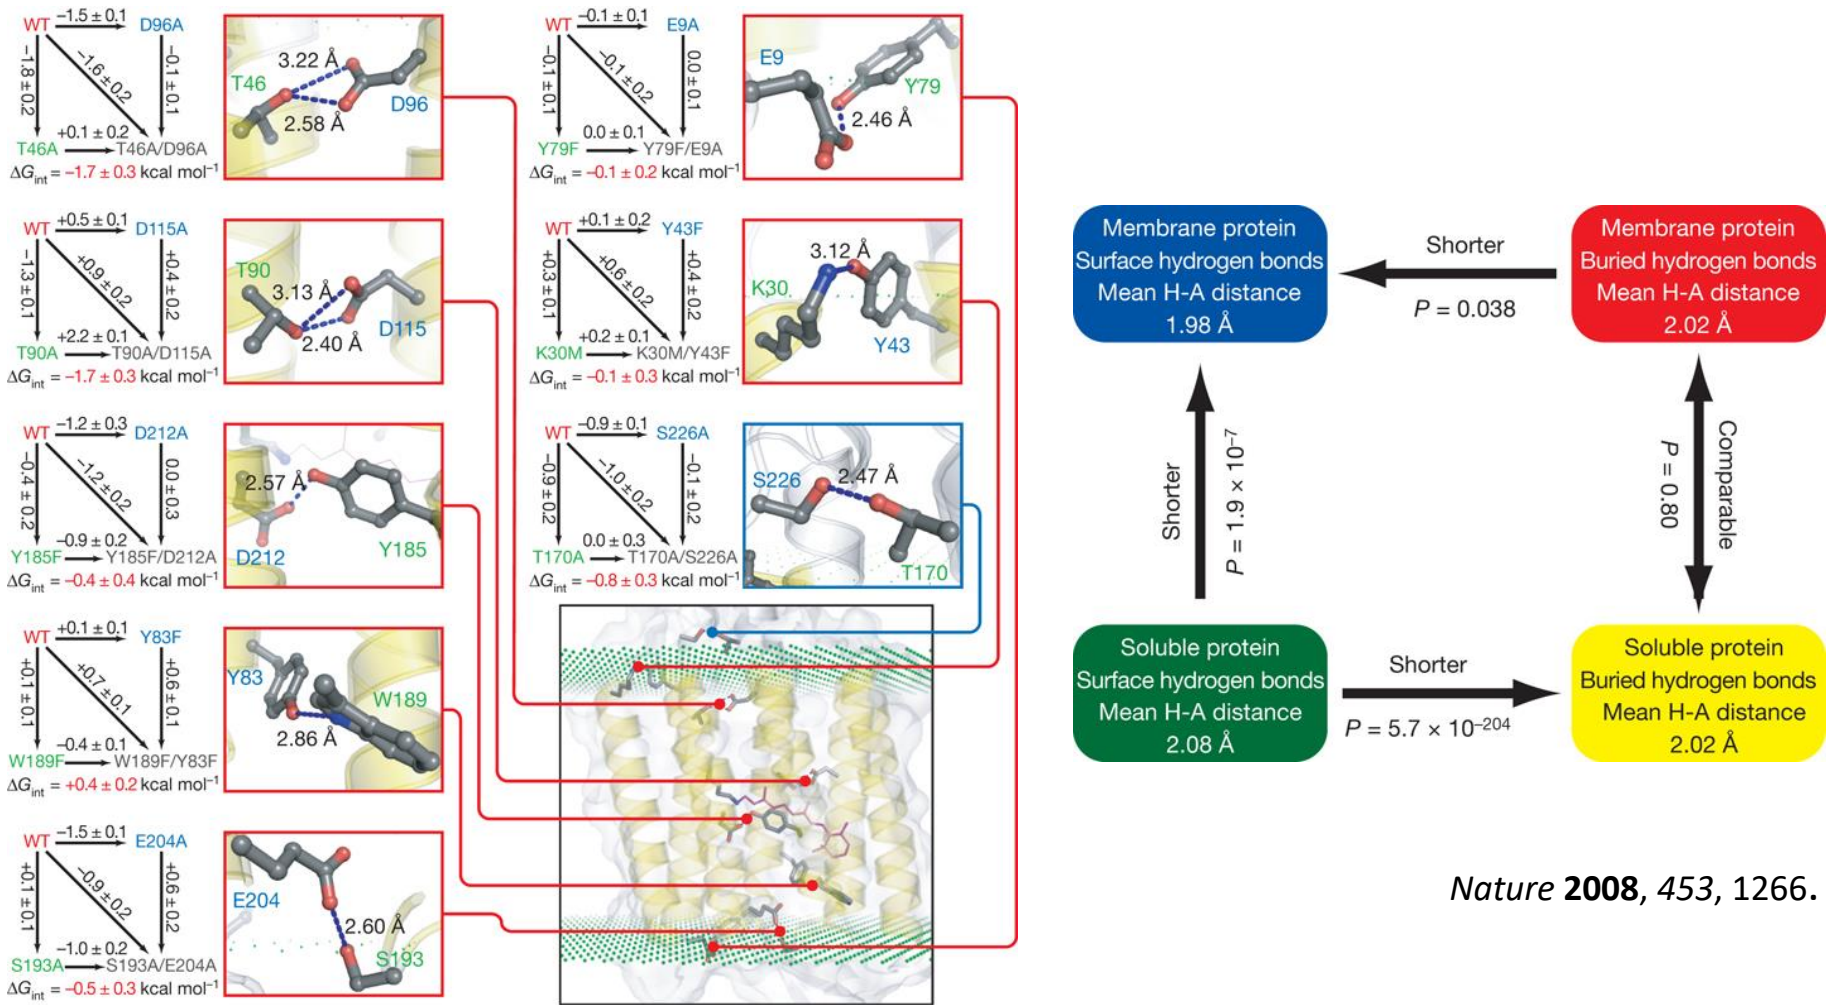 WT −1.5 ± 0.1 D96A
−1.8 ± 0.2
−1.6 ± 0.2
−0.1 ± 0.1
+0.1 ± 0.2
T46A T46A/D96A
ΔGint = −1.7 ± 0.3 kcal mol⁻¹
3.22 Å
T46
D96
2.58 Å
WT +0.5 ± 0.1 D115A
−1.3 ± 0.1
+0.9 ± 0.2
+0.4 ± 0.2
+2.2 ± 0.1
T90A T90A/D115A
ΔGint = −1.7 ± 0.3 kcal mol⁻¹
T90
3.13 Å
D115
2.40 Å
WT −1.2 ± 0.3 D212A
−0.4 ± 0.2
−1.2 ± 0.2
0.0 ± 0.3
−0.9 ± 0.2
Y185F Y185F/D212A
ΔGint = −0.4 ± 0.4 kcal mol⁻¹
2.57 Å
D212
Y185
WT +0.1 ± 0.1 Y83F
+0.1 ± 0.1
+0.7 ± 0.1
+0.6 ± 0.1
−0.4 ± 0.1
W189F W189F/Y83F
ΔGint = +0.4 ± 0.2 kcal mol⁻¹
Y83
W189
2.86 Å
WT −1.5 ± 0.1 E204A
+0.1 ± 0.1
−0.9 ± 0.2
+0.6 ± 0.2
−1.0 ± 0.2
S193A S193A/E204A
ΔGint = −0.5 ± 0.3 kcal mol⁻¹
E204
2.60 Å
S193
WT −0.1 ± 0.1 E9A
−0.1 ± 0.1
−0.1 ± 0.2
0.0 ± 0.1
0.0 ± 0.1
Y79F Y79F/E9A
ΔGint = −0.1 ± 0.2 kcal mol⁻¹
E9
Y79
2.46 Å
WT +0.1 ± 0.2 Y43F
+0.3 ± 0.1
+0.6 ± 0.2
+0.4 ± 0.2
+0.2 ± 0.1
K30M K30M/Y43F
ΔGint = −0.1 ± 0.3 kcal mol⁻¹
3.12 Å
K30
Y43
WT −0.9 ± 0.1 S226A
−0.9 ± 0.2
−1.0 ± 0.2
−0.1 ± 0.2
0.0 ± 0.3
T170A T170A/S226A
ΔGint = −0.8 ± 0.3 kcal mol⁻¹
S226
2.47 Å
T170
Membrane protein
Surface hydrogen bonds
Mean H-A distance
1.98 Å
Shorter
P = 0.038
Membrane protein
Buried hydrogen bonds
Mean H-A distance
2.02 Å
Shorter
P = 1.9 × 10⁻⁷
Comparable
P = 0.80
Soluble protein
Surface hydrogen bonds
Mean H-A distance
2.08 Å
Shorter
P = 5.7 × 10⁻²⁰⁴
Soluble protein
Buried hydrogen bonds
Mean H-A distance
2.02 Å
Nature 2008, 453, 1266.